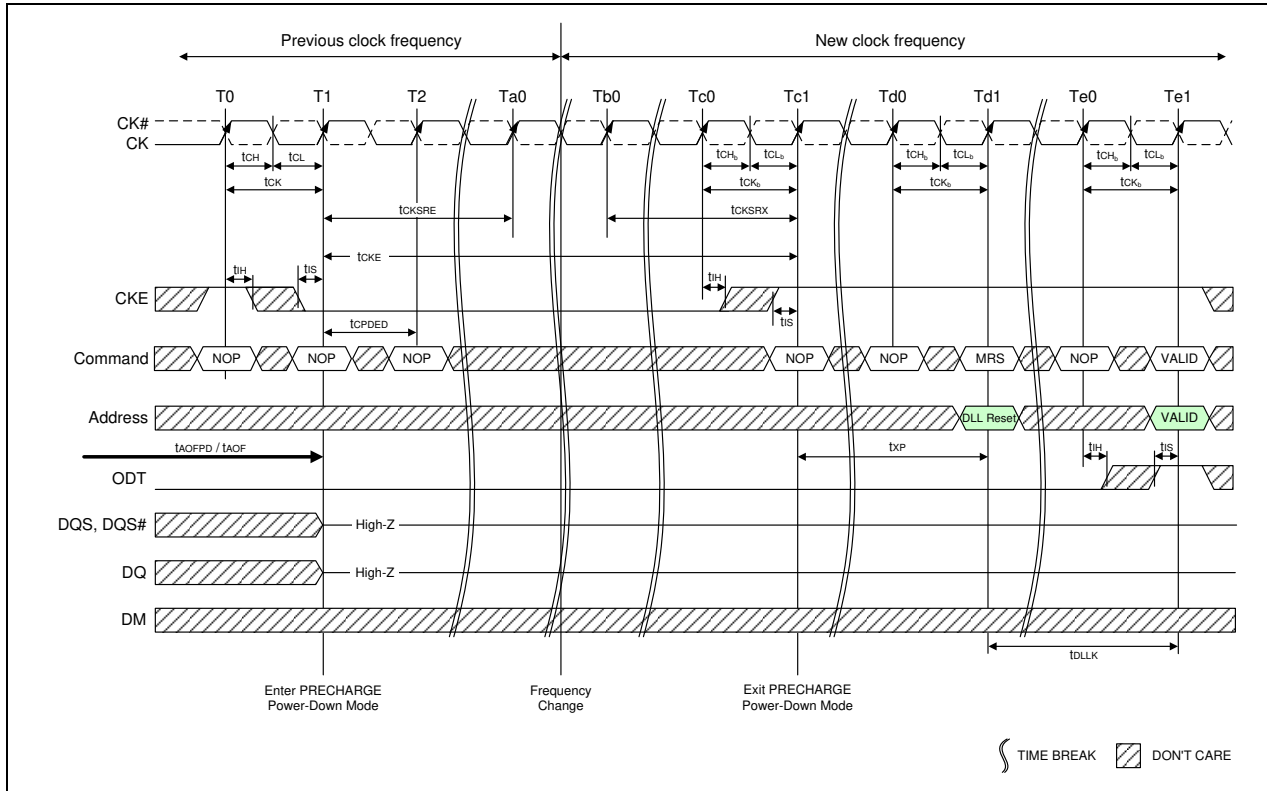 Previous clock frequency New clock frequency
T0 T1 T2 Ta0 Tb0 Tc0 Tc1 Td0 Td1 Te0 Te1
CK#
CK
tCH tCL tCHb tCLb tCHb tCLb tCHb tCLb
tCK tCKb tCKb tCKb
tCKSRE tCKSRX
tCKE
tIH tIS tIH
CKE
tIS
tCPDED
Command NOP NOP NOP NOP NOP MRS NOP VALID
Address DLL Reset VALID
tAOFPD / tAOF tXP tIH tIS
ODT
DQS, DQS# High-Z
DQ High-Z
DM
tDLLK
Enter PRECHARGE Frequency Exit PRECHARGE
Power-Down Mode Change Power-Down Mode
TIME BREAK DON'T CARE